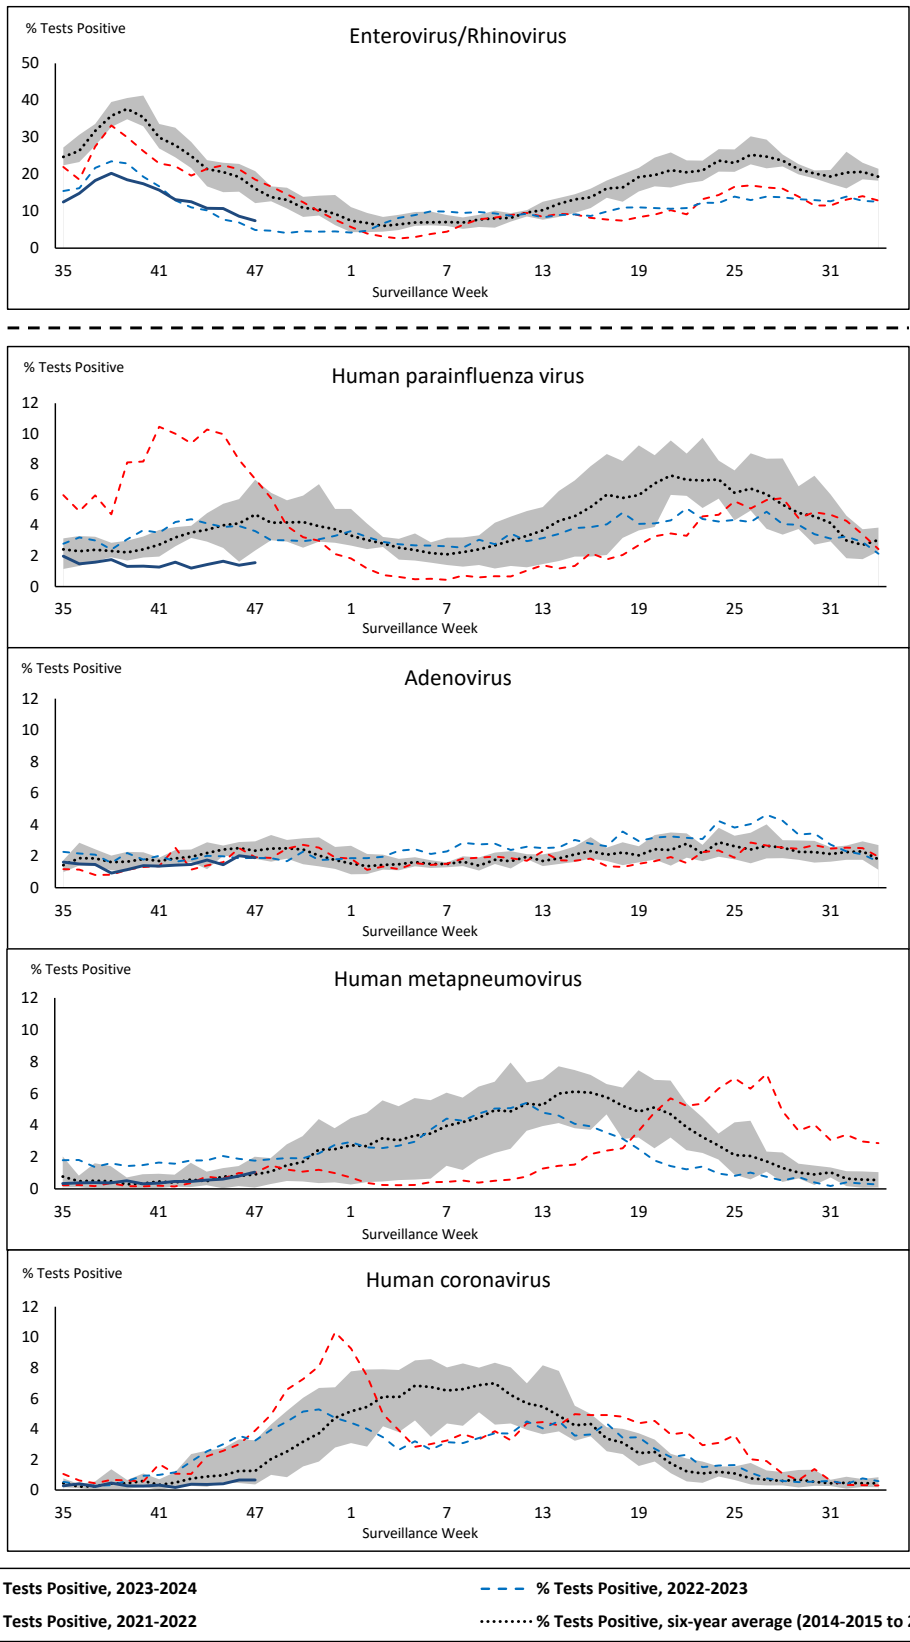 % Tests Positive
Enterovirus/Rhinovirus
50
40
30
20
10
0
35 41 47 1 7 13 19 25 31
Surveillance Week
% Tests Positive
Human parainfluenza virus
12
10
8
6
4
2
0
35 41 47 1 7 13 19 25 31
Surveillance Week
% Tests Positive
Adenovirus
12
10
8
6
4
2
0
35 41 47 1 7 13 19 25 31
Surveillance Week
% Tests Positive
Human metapneumovirus
12
10
8
6
4
2
0
35 41 47 1 7 13 19 25 31
Surveillance Week
% Tests Positive
Human coronavirus
12
10
8
6
4
2
0
35 41 47 1 7 13 19 25 31
Surveillance Week
Tests Positive, 2023-2024 % Tests Positive, 2022-2023
Tests Positive, 2021-2022 % Tests Positive, six-year average (2014-2015 to